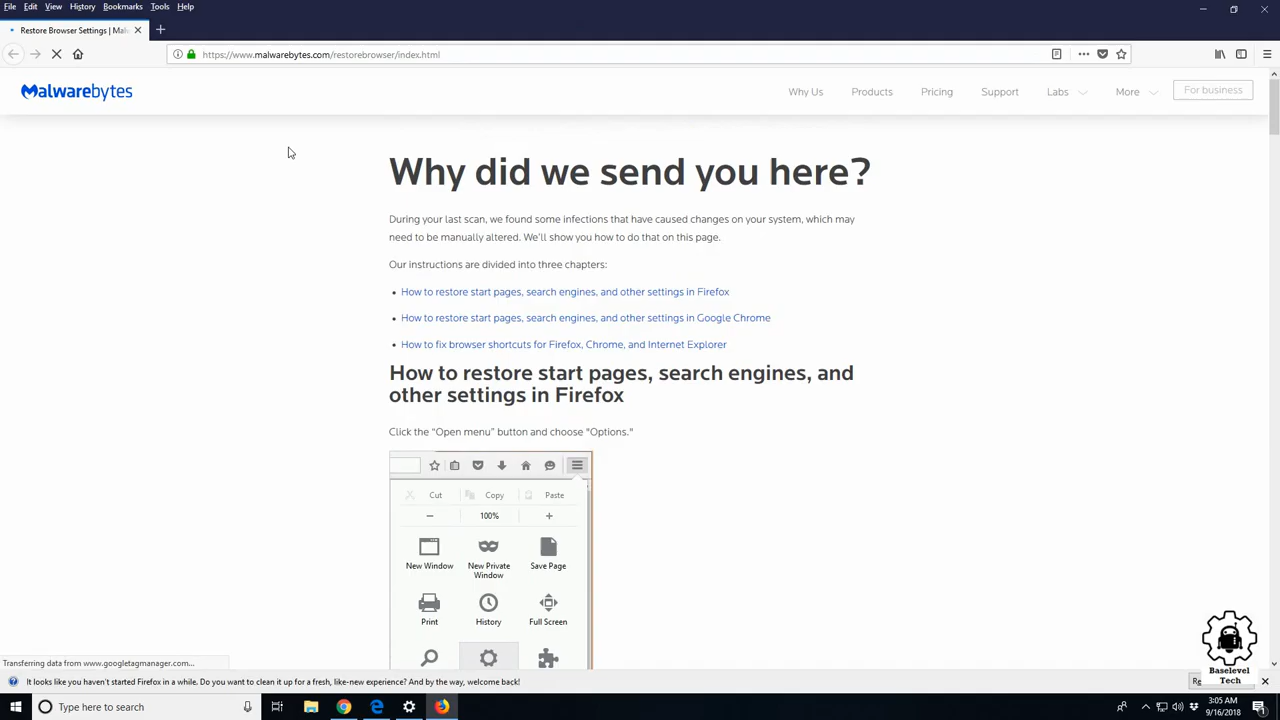 File Edit View History Bookmarks Tools Help
Restore Browser Settings | Mal
https://www.malwarebytes.com/restorebrowser/index.html
Malwarebytes
Why Us Products Pricing Support Labs More For business
Why did we send you here?
During your last scan, we found some infections that have caused changes on your system, which may
need to be manually altered. We'll show you how to do that on this page.
Our instructions are divided into three chapters:
• How to restore start pages, search engines, and other settings in Firefox
• How to restore start pages, search engines, and other settings in Google Chrome
• How to fix browser shortcuts for Firefox, Chrome, and Internet Explorer
How to restore start pages, search engines, and
other settings in Firefox
Click the "Open menu" button and choose "Options."
Cut Copy Paste
− 100% +
New Window New Private Window Save Page
Print History Full Screen
Baselevel
Tech
Transferring data from www.googletagmanager.com...
It looks like you haven't started Firefox in a while. Do you want to clean it up for a fresh, like-new experience? And by the way, welcome back!
Type here to search
3:05 AM
9/16/2018